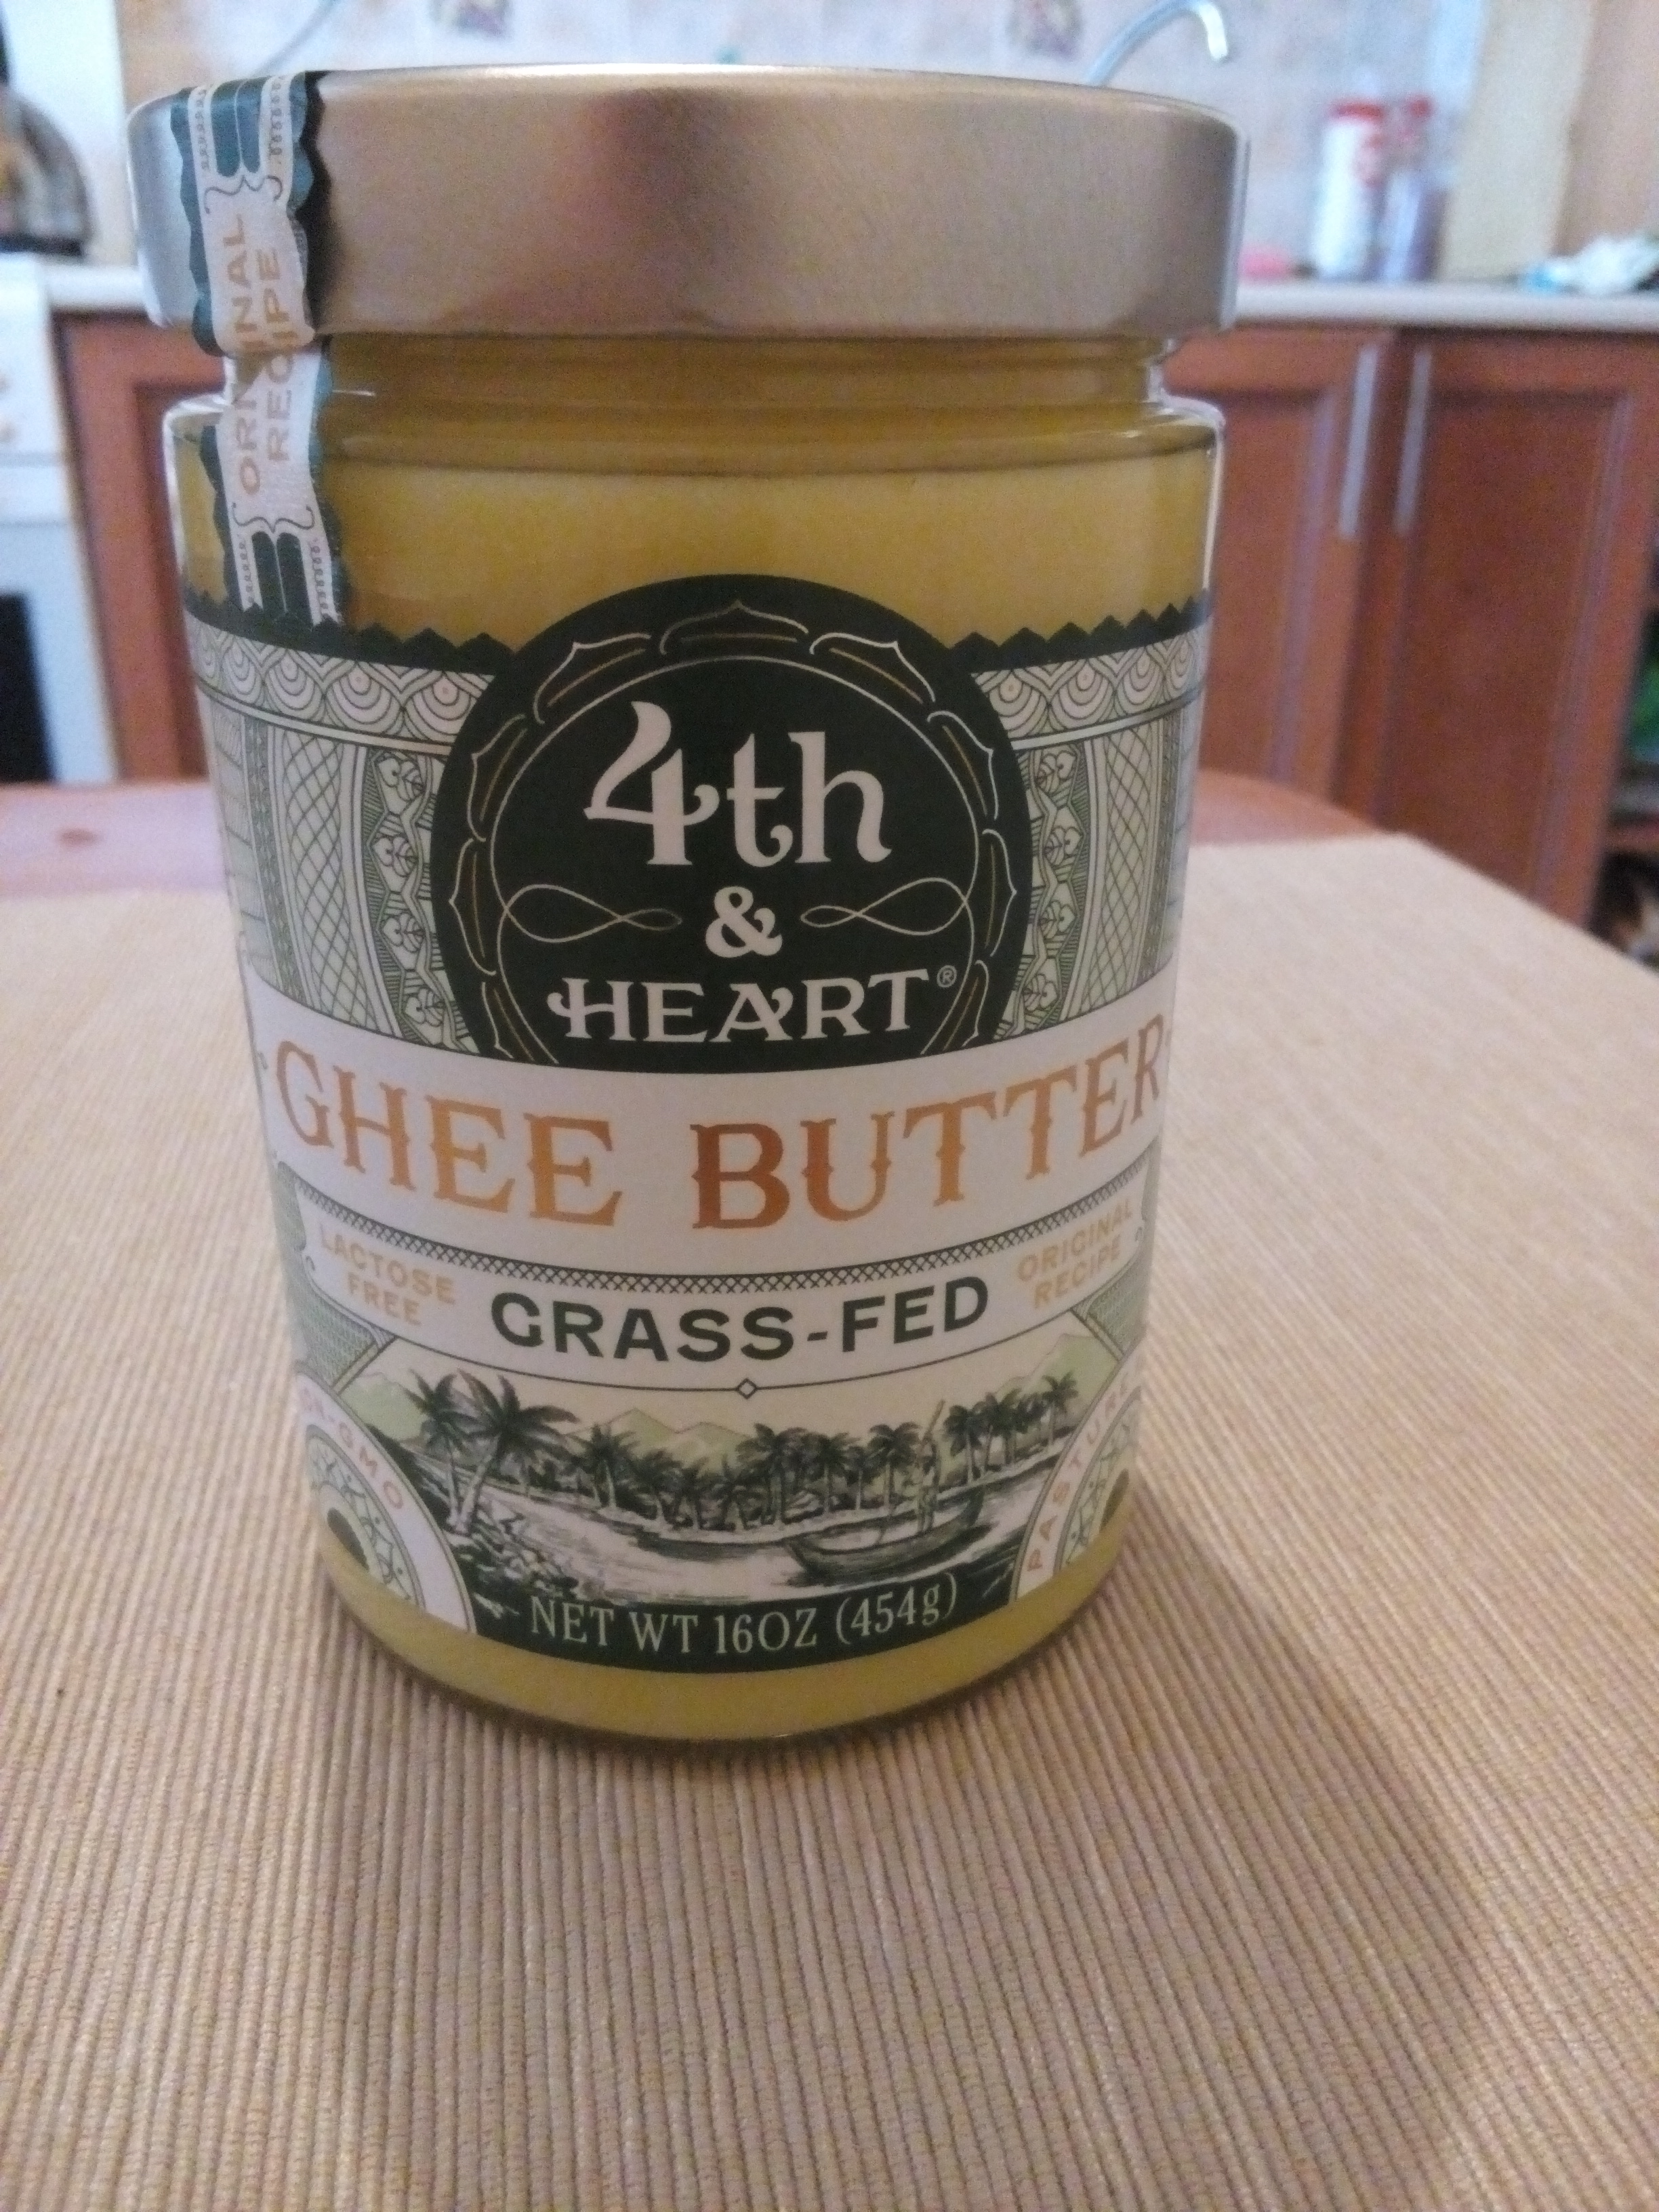 ORIGINAL
RECIPE
4th
&
HEART®
GHEE BUTTER
LACTOSE
FREE
GRASS-FED
ORIGINAL
RECIPE
NET WT 16OZ (454g)